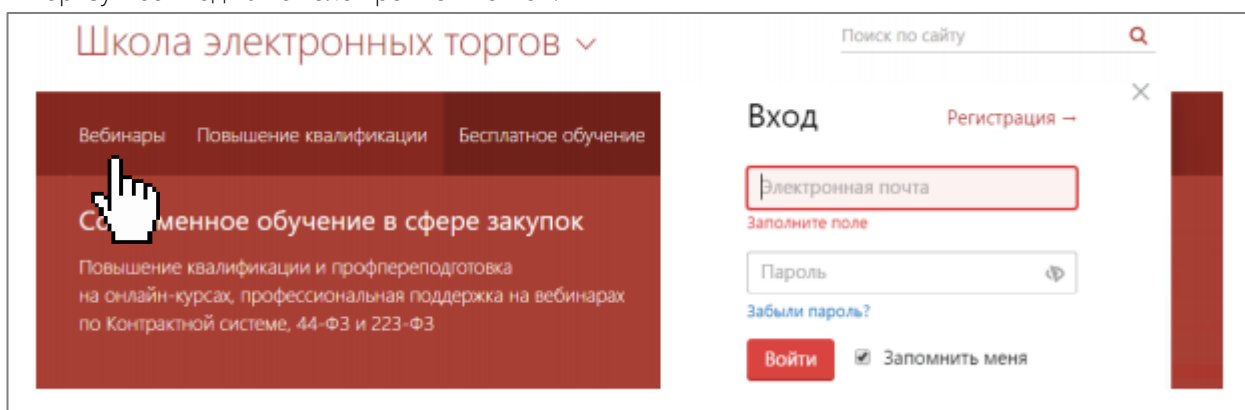 Школа электронных торгов
Поиск по сайту
Вебинары Повышение квалификации Бесплатное обучение
Вход Регистрация →
Электронная почта
Заполните поле
обучение в сфере закупок
Повышение квалификации и профпереподготовка
на онлайн-курсах, профессиональная поддержка на вебинарах
по Контрактной системе, 44-ФЗ и 223-ФЗ
Пароль
Забыли пароль?
Войти Запомнить меня